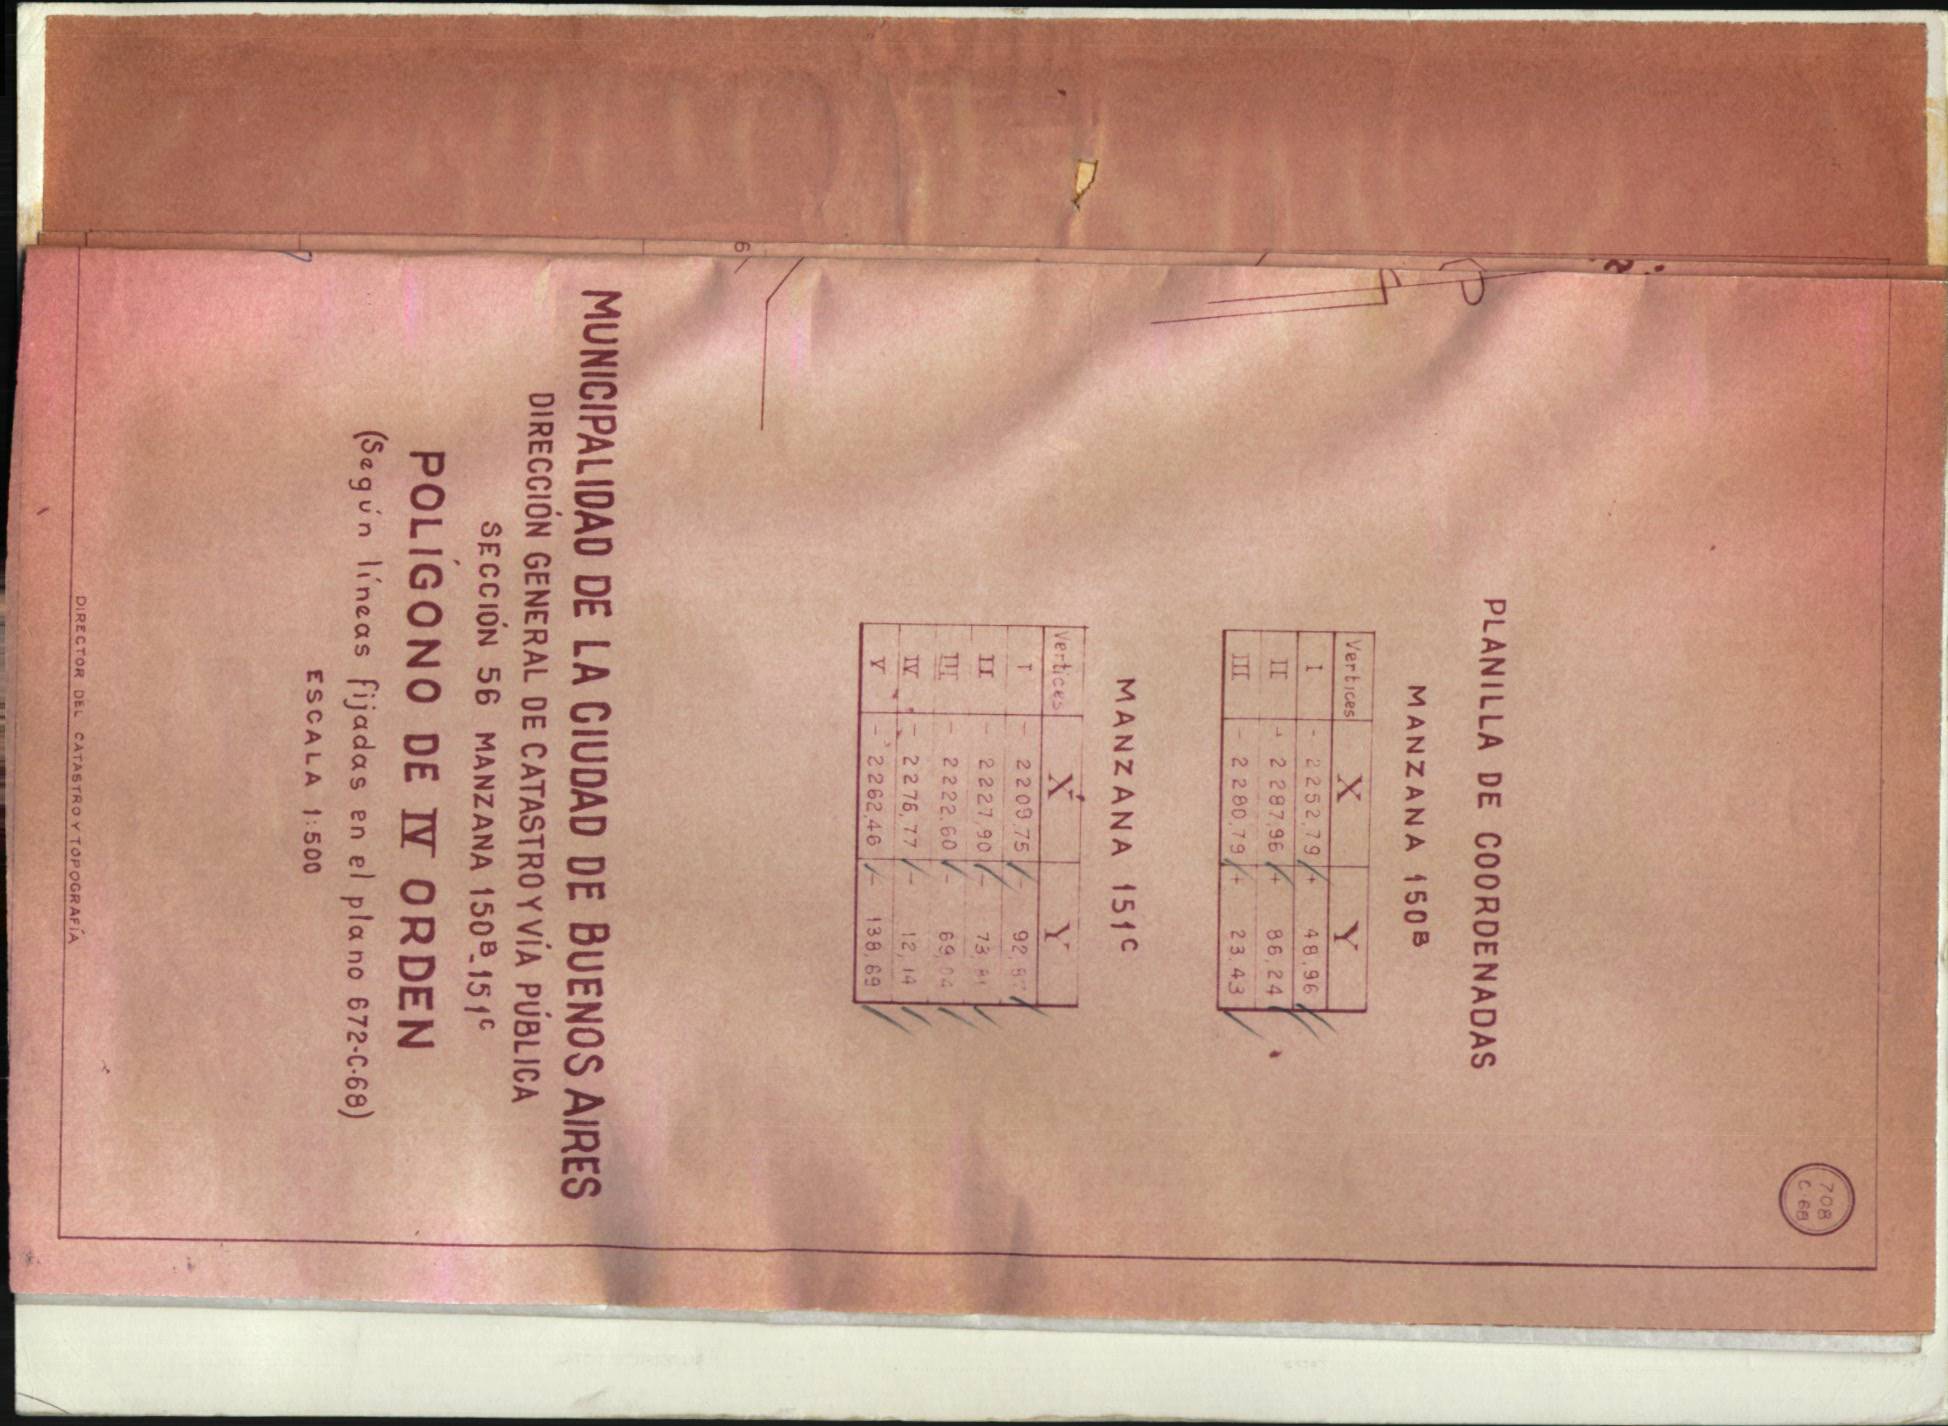 708
C-68
PLANILLA DE COORDENADAS
MANZANA 150B
Vertices X Y
I - 2252,79 + 48,96
II - 2287,96 + 86,24
III - 2280,79 + 23,43
MANZANA 151C
Vertices X Y
I - 2209,75 -
II - 2227,90 -
III - 2222,60 -
IV - 2276,77 - 12,14
V - 2262,46 - 138,69
MUNICIPALIDAD DE LA CIUDAD DE BUENOS AIRES
DIRECCIÓN GENERAL DE CATASTRO Y VÍA PÚBLICA
SECCIÓN 56 MANZANA 150B-151C
POLÍGONO DE IV ORDEN
(Según líneas fijadas en el plano 672-C-68)
ESCALA 1:500
DIRECTOR DEL CATASTRO Y TOPOGRAFÍA